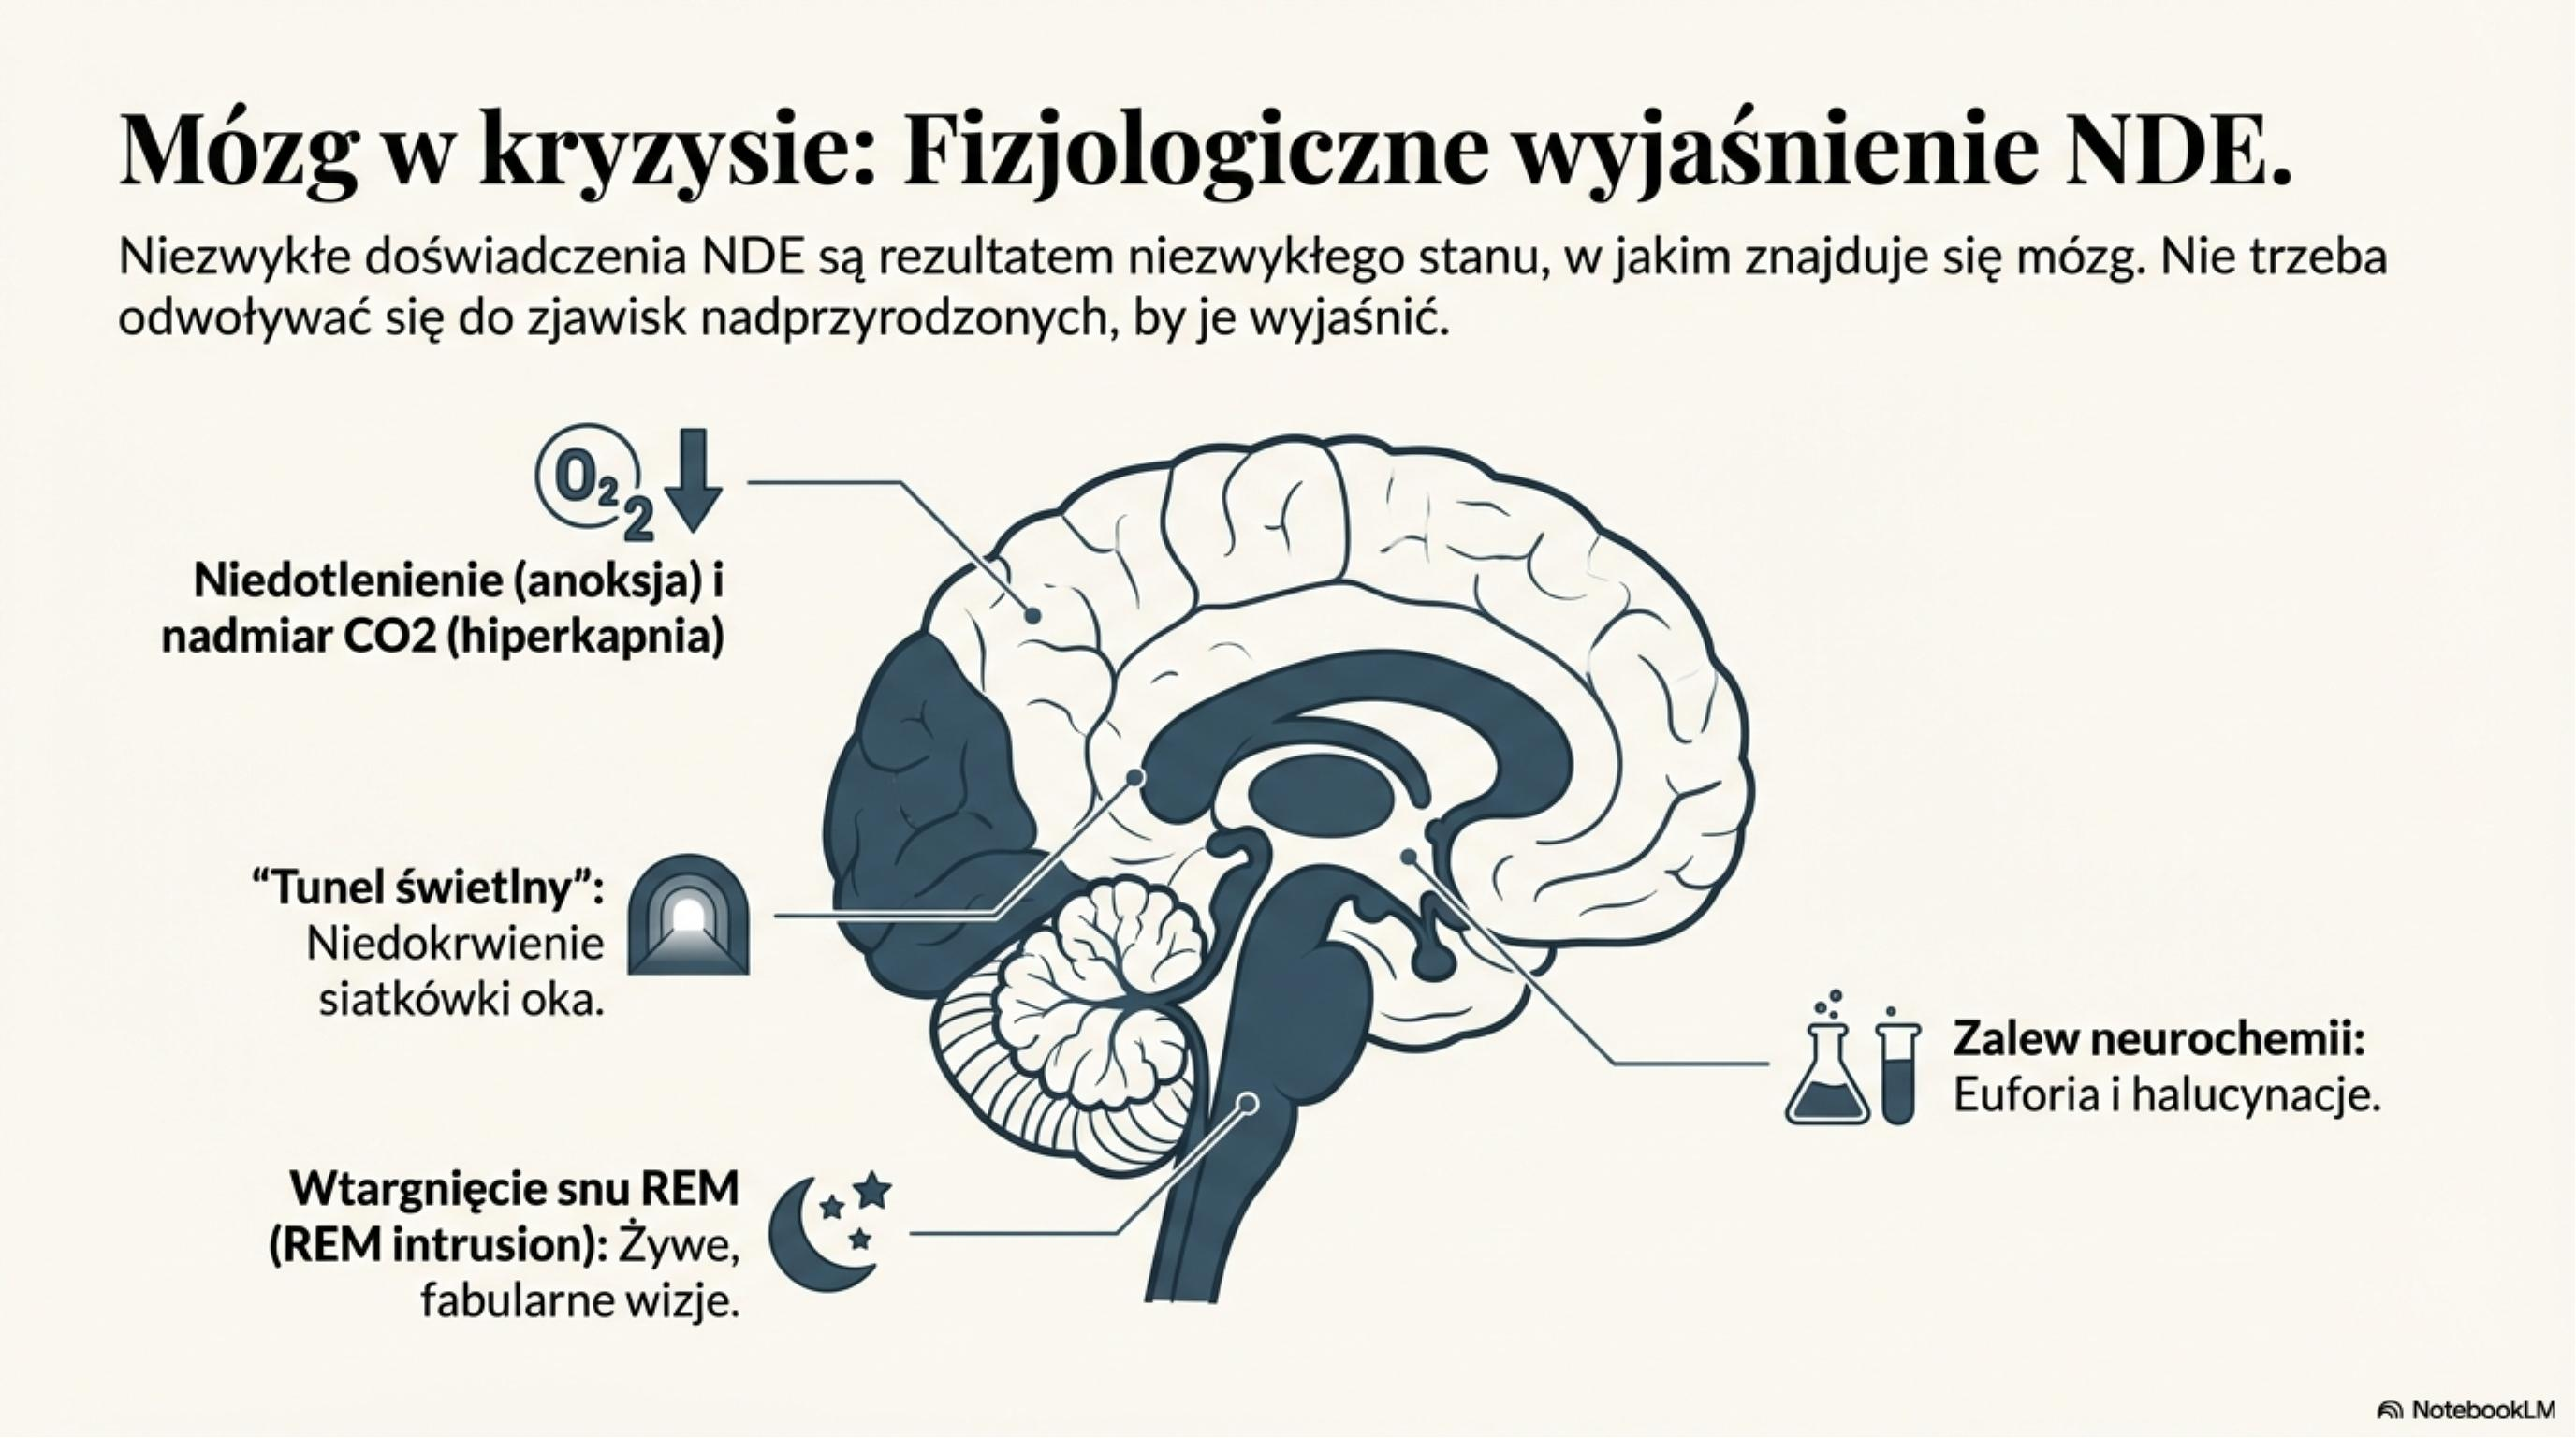 Mózg w kryzysie: Fizjologiczne wyjaśnienie NDE.
Niezwykłe doświadczenia NDE są rezultatem niezwykłego stanu, w jakim znajduje się mózg. Nie trzeba
odwoływać się do zjawisk nadprzyrodzonych, by je wyjaśnić.
O₂ 2
Niedotlenienie (anoksja) i
nadmiar CO2 (hiperkapnia)
“Tunel świetlny”:
Niedokrwienie
siatkówki oka.
Wtargnięcie snu REM
(REM intrusion): Żywe,
fabularne wizje.
Zalew neurochemii:
Euforia i halucynacje.
NotebookLM